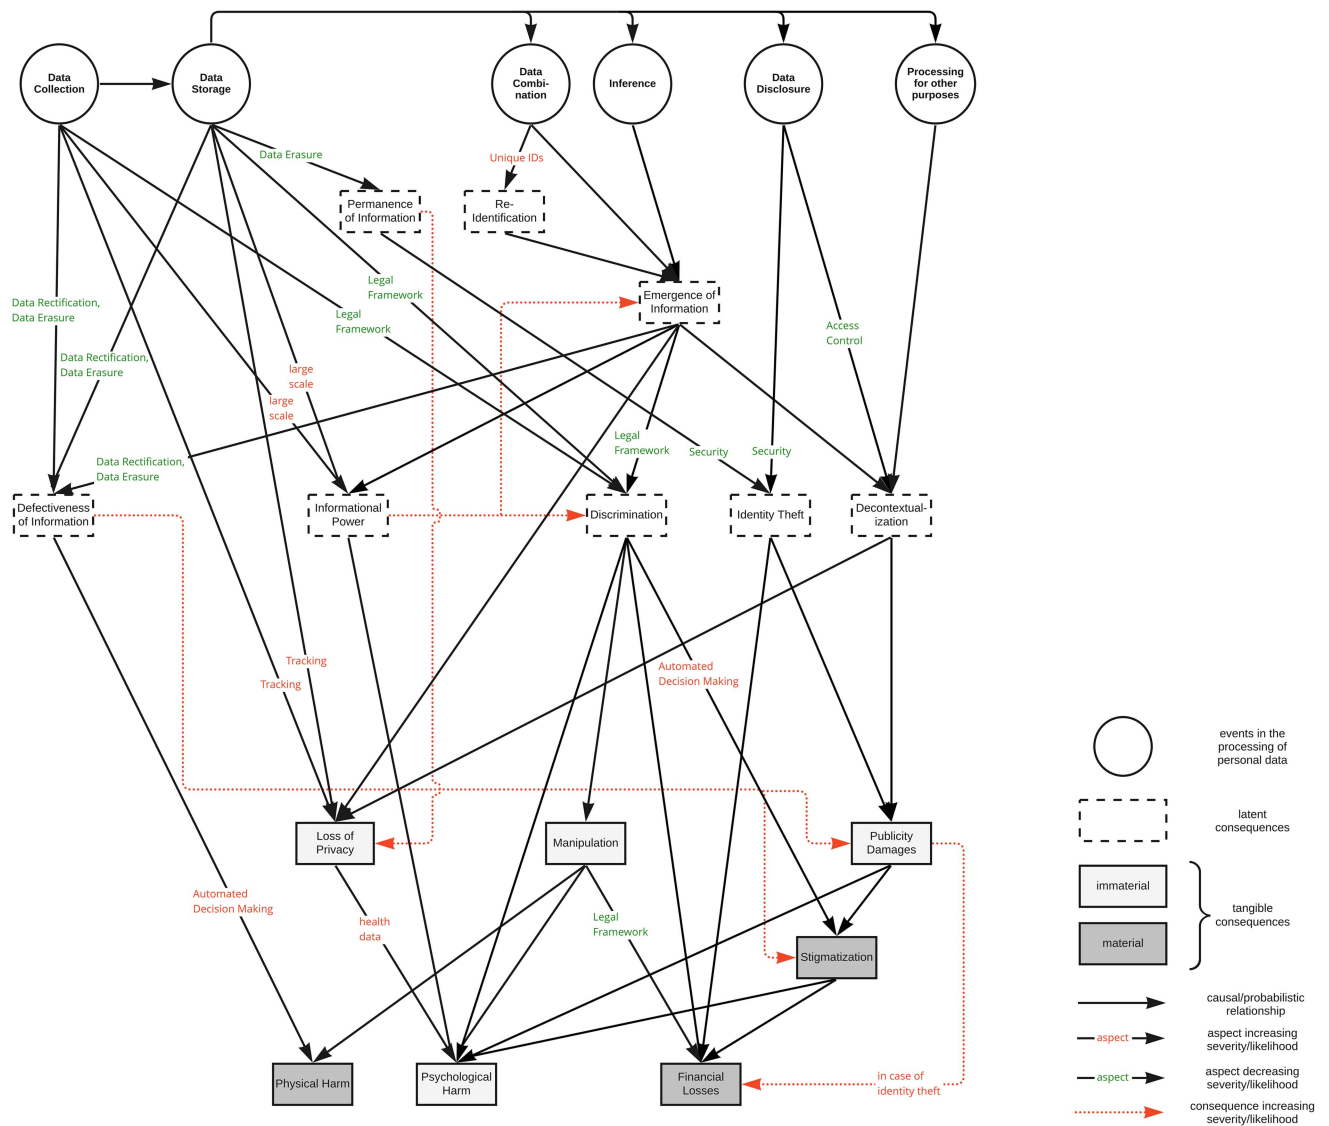 Data
Collection
Data
Storage
Data
Combi-
nation
Inference
Data
Disclosure
Processing
for other
purposes
Data Erasure
Unique IDs
Permanence
of Information
Re-
Identification
Legal
Framework
Legal
Framework
Emergence of
Information
Data Rectification,
Data Erasure
Access
Control
Data Rectification,
Data Erasure
large
scale
large
scale
Legal
Framework
Security
Security
Data Rectification,
Data Erasure
Defectiveness
of Information
Informational
Power
Discrimination
Identity Theft
Decontextual-
ization
Tracking
Tracking
Automated
Decision Making
Loss of
Privacy
Manipulation
Publicity
Damages
Automated
Decision Making
health
data
Legal
Framework
Stigmatization
Physical Harm
Psychological
Harm
Financial
Losses
in case of
identity theft
events in the
processing of
personal data
latent
consequences
immaterial
material
tangible
consequences
causal/probabilistic
relationship
aspect
aspect increasing
severity/likelihood
aspect
aspect decreasing
severity/likelihood
consequence increasing
severity/likelihood